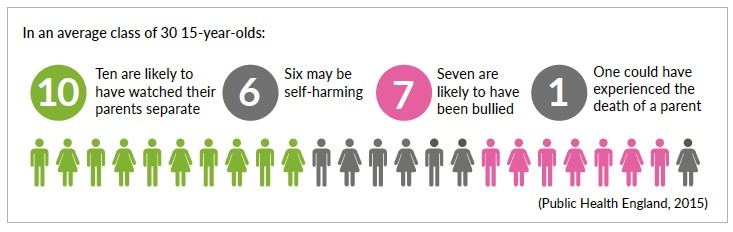 In an average class of 30 15-year-olds:
10
Ten are likely to
have watched their
parents separate
6
Six may be
self-harming
7
Seven are
likely to have
been bullied
1
One could have
experienced the
death of a parent
(Public Health England, 2015)